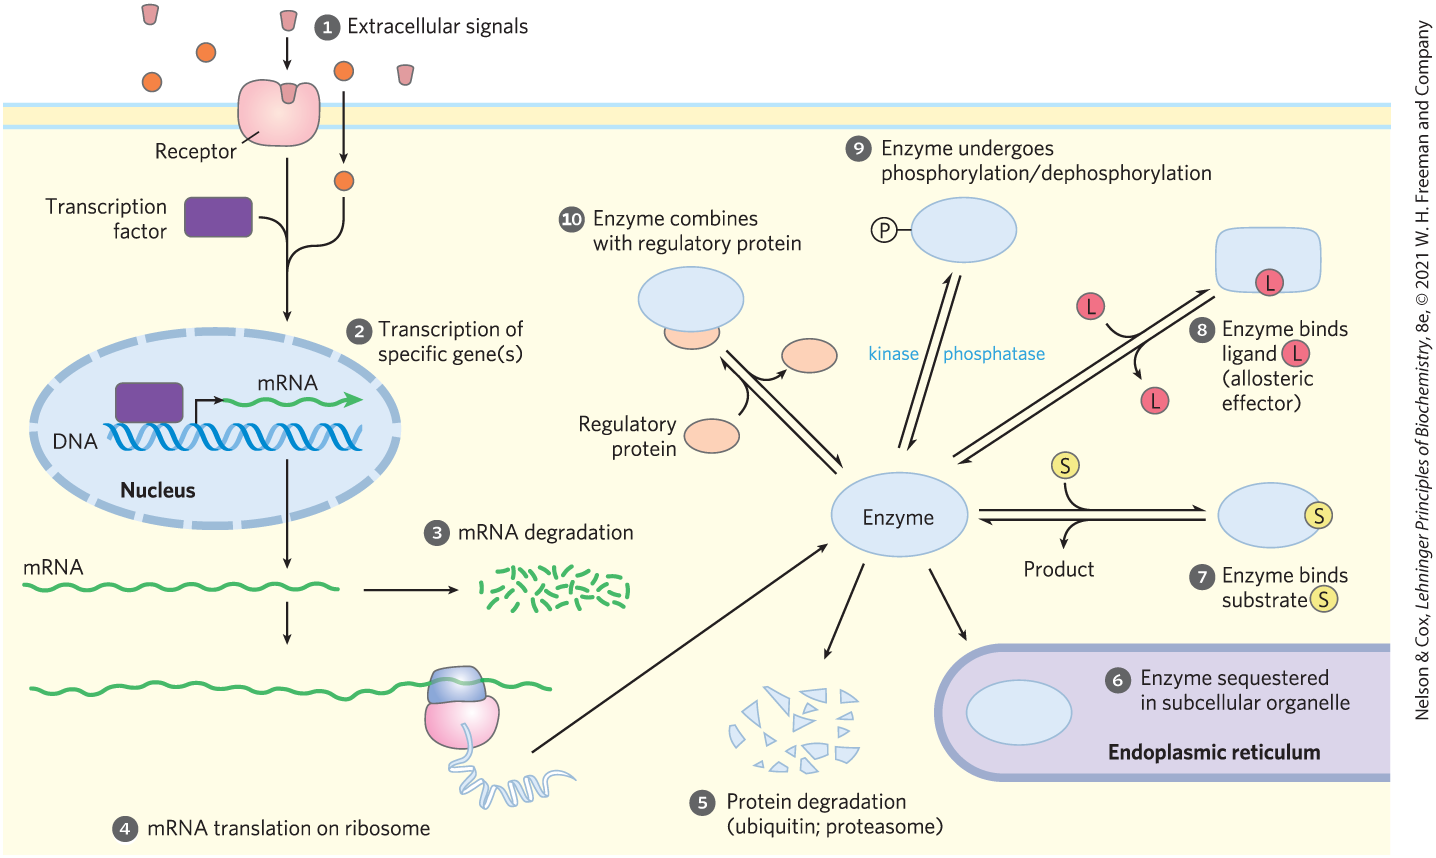 1 Extracellular signals
Receptor
Transcription
factor
2 Transcription of
specific gene(s)
mRNA
DNA
Nucleus
mRNA
3 mRNA degradation
4 mRNA translation on ribosome
10 Enzyme combines
with regulatory protein
Regulatory
protein
9 Enzyme undergoes
phosphorylation/dephosphorylation
P
kinase
phosphatase
L
L
L
8 Enzyme binds
ligand L
(allosteric
effector)
Enzyme
S
Product
S
7 Enzyme binds
substrate S
5 Protein degradation
(ubiquitin; proteasome)
6 Enzyme sequestered
in subcellular organelle
Endoplasmic reticulum
Nelson & Cox, Lehninger Principles of Biochemistry, 8e, © 2021 W. H. Freeman and Company